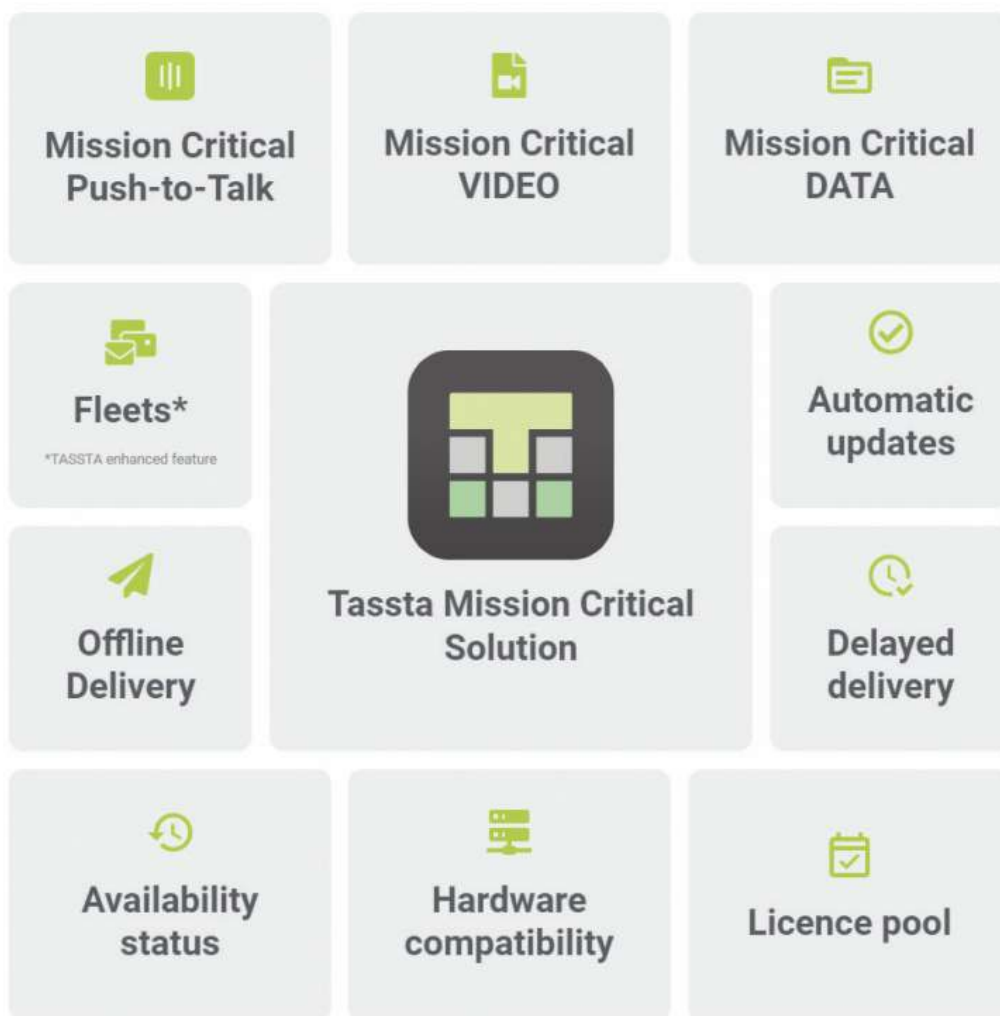 Mission Critical
Push-to-Talk
Mission Critical
VIDEO
Mission Critical
DATA
Fleets*
*TASSTA enhanced feature
Tassta Mission Critical
Solution
Automatic
updates
Offline
Delivery
Delayed
delivery
Availability
status
Hardware
compatibility
Licence pool